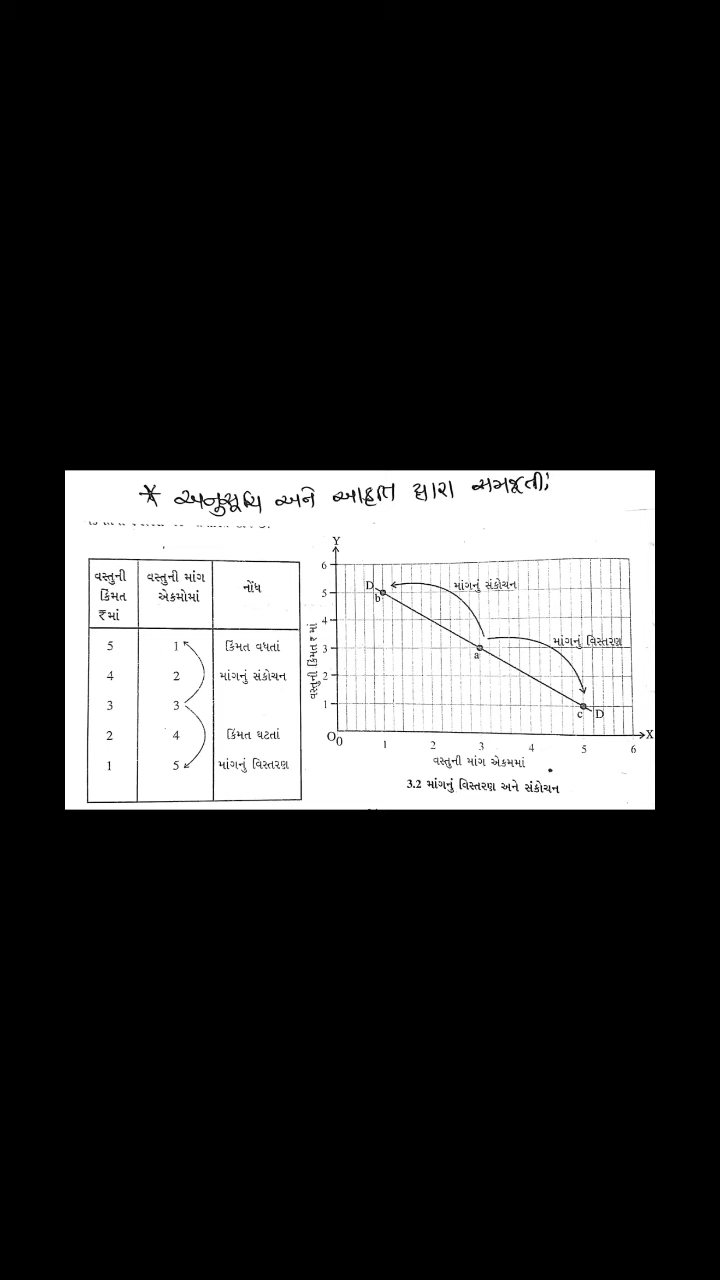 * અનુસૂચિ અને આકૃતિ દ્વારા સમજૂતી:
વસ્તુની કિંમત ₹માં વસ્તુની માંગ એકમોમાં નોંધ
5 1 કિંમત વધતાં
4 2 માંગનું સંકોચન
3 3
2 4 કિંમત ઘટતાં
1 5 માંગનું વિસ્તરણ
Y
6
5
4
3
2
1
O
વસ્તુની કિંમત ₹ માં
D
b
માંગનું સંકોચન
a
માંગનું વિસ્તરણ
c D
X
0 1 2 3 4 5 6
વસ્તુની માંગ એકમમાં
3.2 માંગનું વિસ્તરણ અને સંકોચન